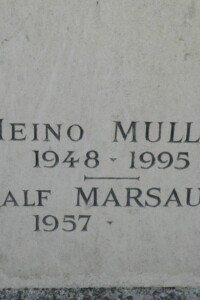 HEINO MULL
1948 - 1995
ALF MARSAU
1957 -